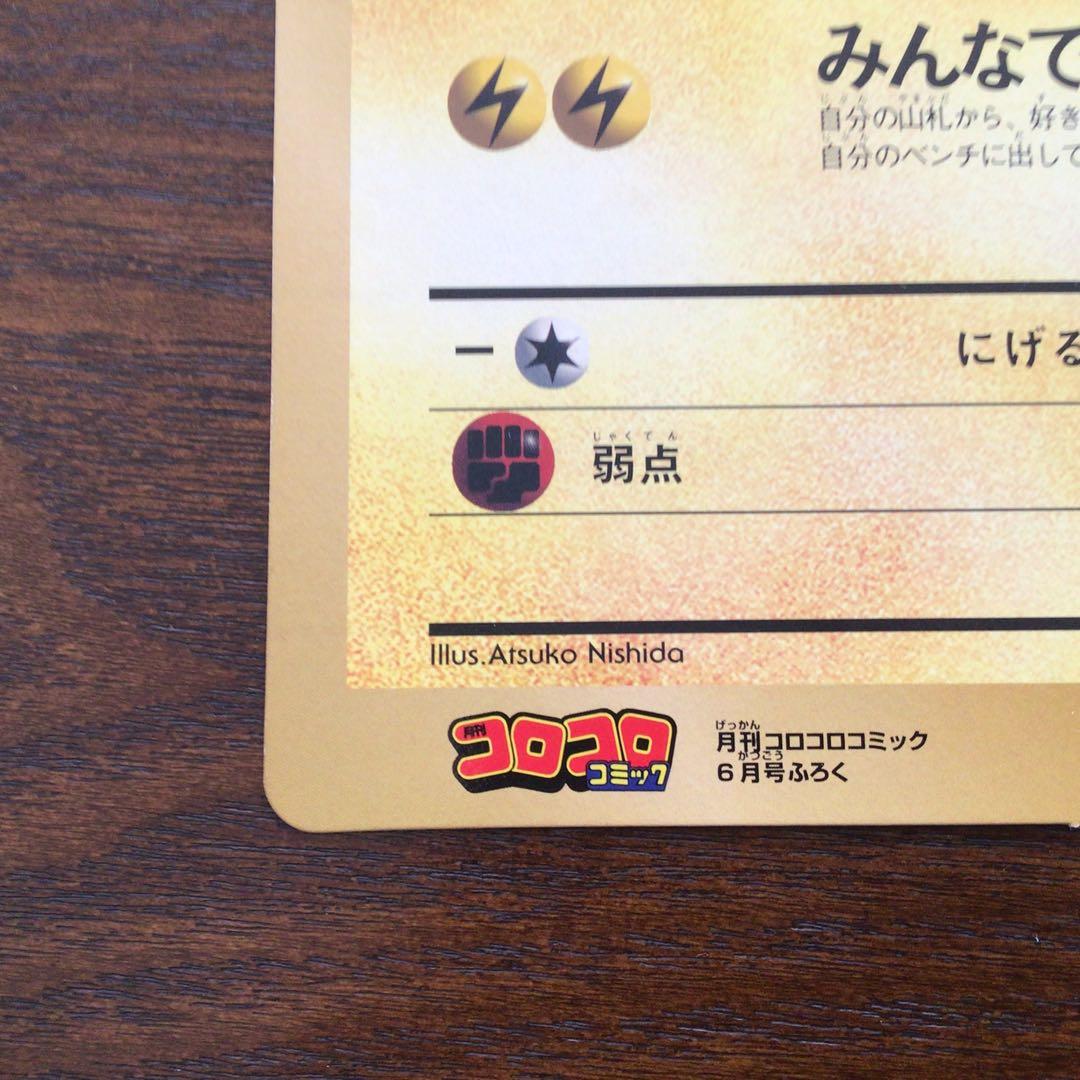 みんなで
自分の山札から、好き
自分のベンチに出して
ー
にげる
じゃくてん
弱点
Illus.Atsuko Nishida
月刊
コロコロ
コミック
げっかん
月刊コロコロコミック
がつごう
6月号ふろく